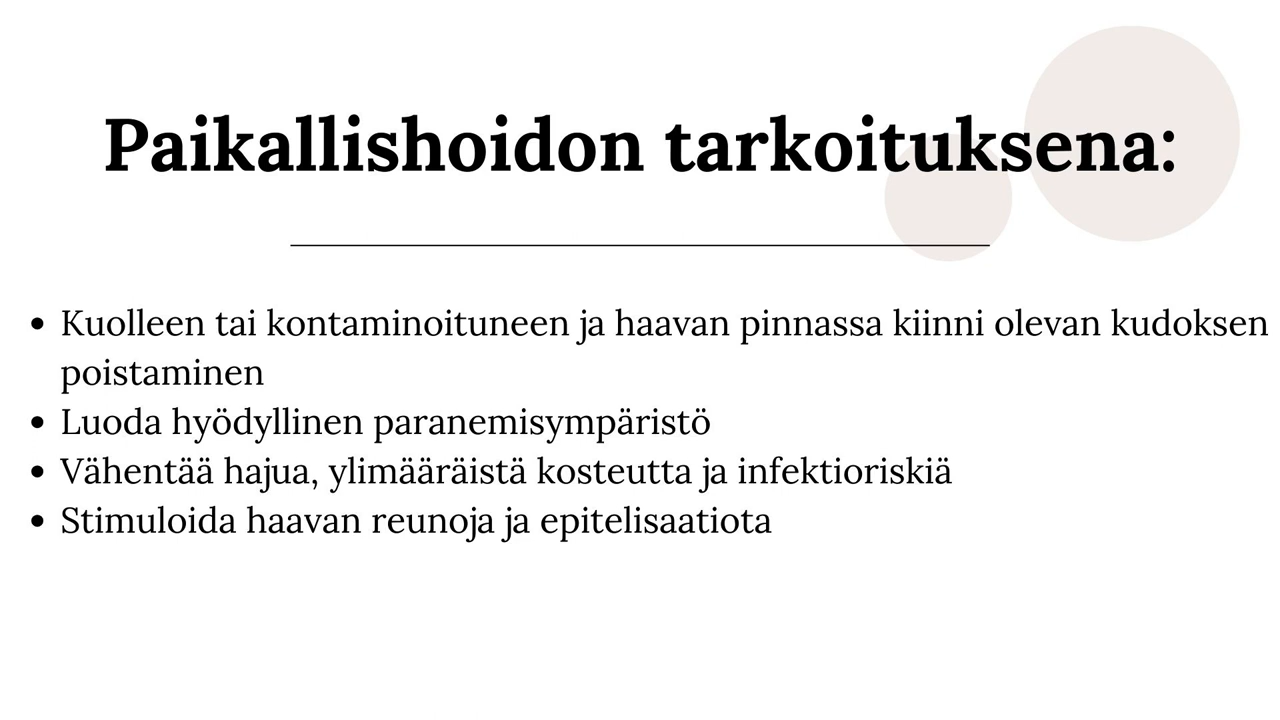 Paikallishoidon tarkoituksena:
• Kuolleen tai kontaminoituneen ja haavan pinnassa kiinni olevan kudoksen
poistaminen
• Luoda hyödyllinen paranemisympäristö
• Vähentää hajua, ylimääräistä kosteutta ja infektioriskiä
• Stimuloida haavan reunoja ja epitelisaatiota